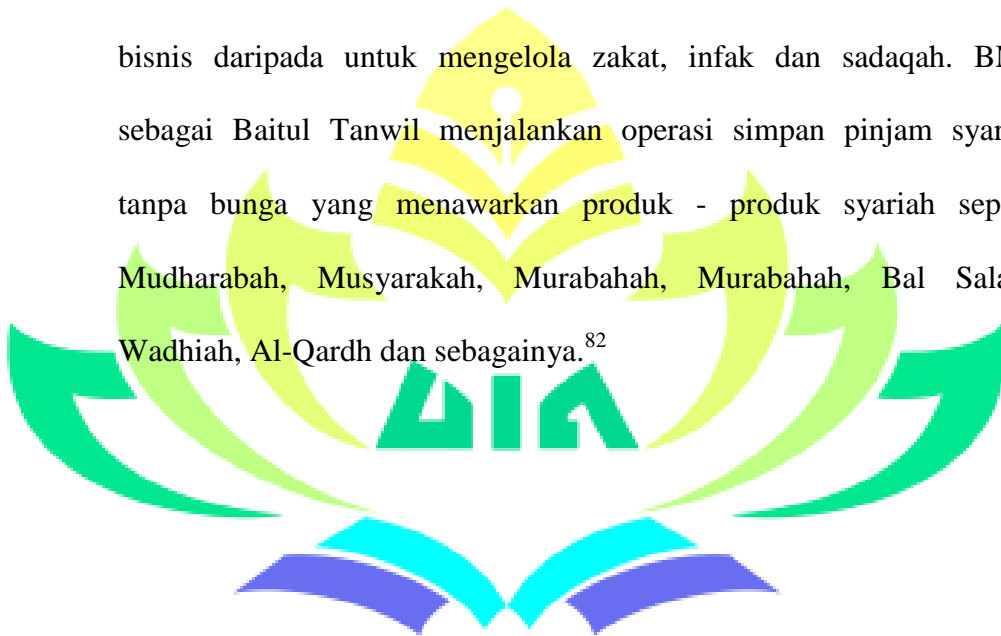 bisnis daripada untuk mengelola zakat, infak dan sadaqah.
sebagai Baitul Tanwil menjalankan operasi simpan pinjam
tanpa bunga yang menawarkan produk - produk syariah
Mudharabah, Musyarakah, Murabahah, Murabahah, Bal
Wadhiah, Al-Qardh dan sebagainya.82